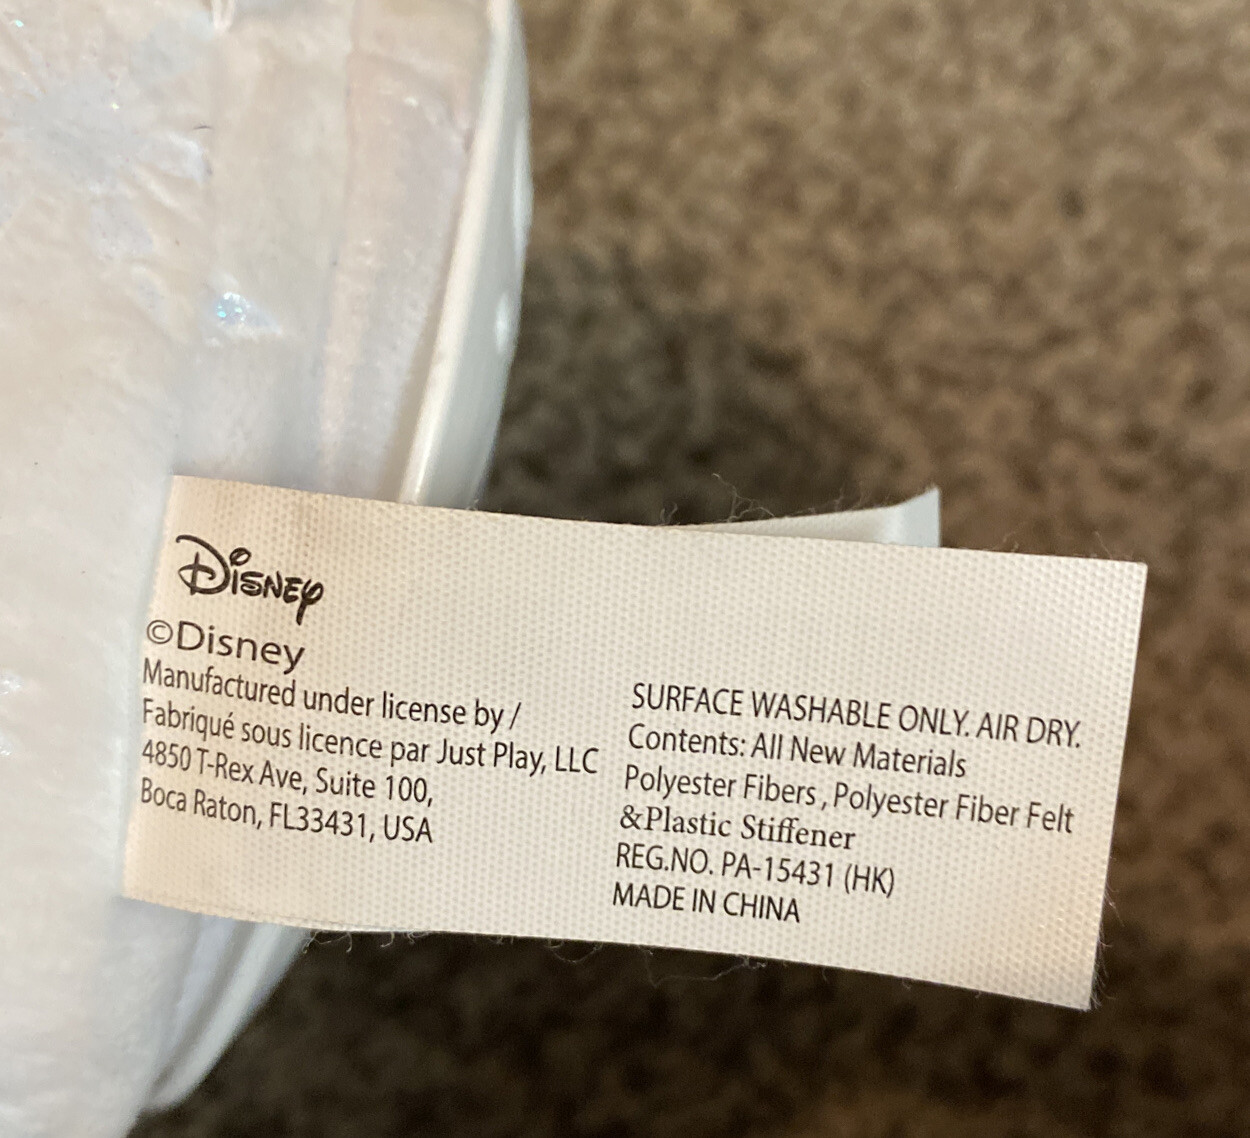 Disney
©Disney
Manufactured under license by /
Fabriqué sous licence par Just Play, LLC
4850 T-Rex Ave, Suite 100,
Boca Raton, FL33431, USA
SURFACE WASHABLE ONLY. AIR DRY.
Contents: All New Materials
Polyester Fibers , Polyester Fiber Felt
&Plastic Stiffener
REG.NO. PA-15431 (HK)
MADE IN CHINA